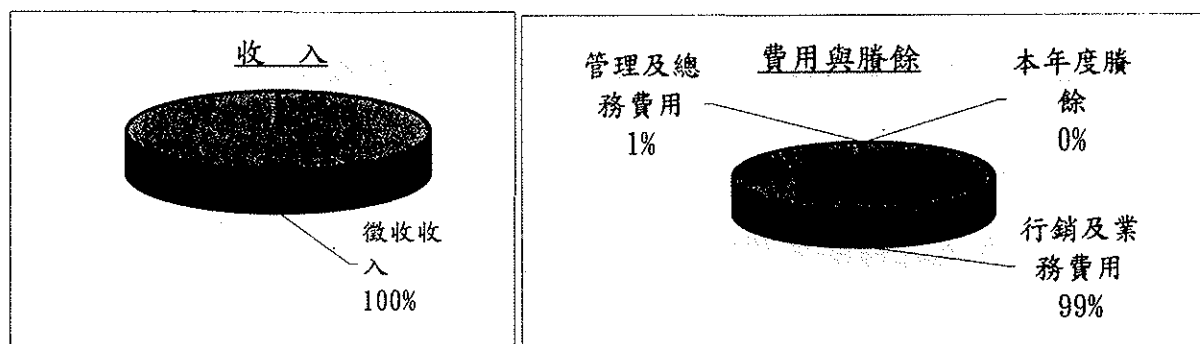 收 入
徵收收
入
100%
費用與賸餘
管理及總
務費用
1%
本年度賸
餘
0%
行銷及業
務費用
99%